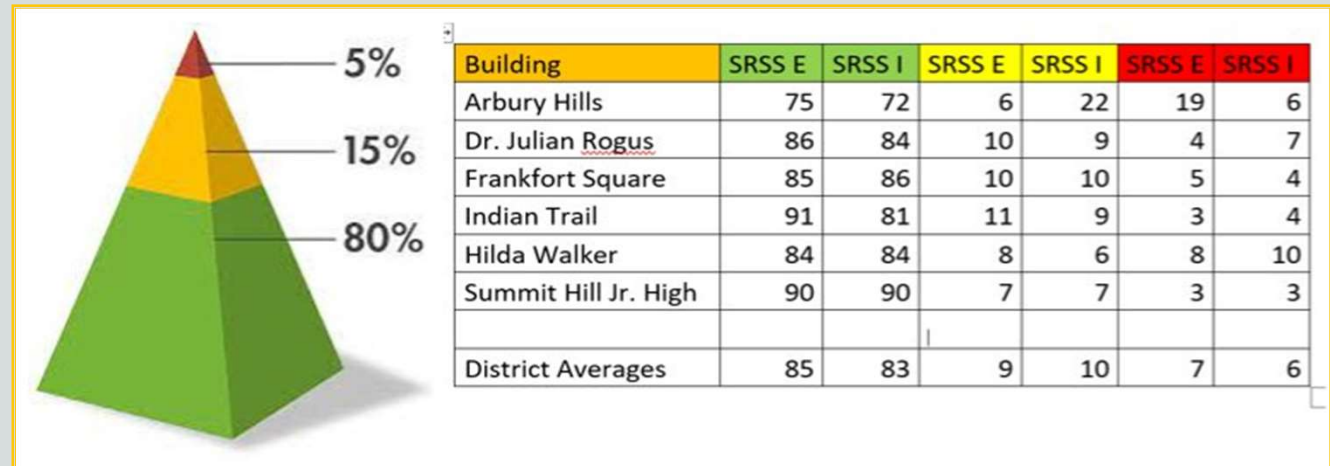 5%
15%
80%
Building SRSS E SRSS I SRSS E SRSS I SRSS E SRSS I
Arbury Hills 75 72 6 22 19 6
Dr. Julian Rogus 86 84 10 9 4 7
Frankfort Square 85 86 10 10 5 4
Indian Trail 91 81 11 9 3 4
Hilda Walker 84 84 8 6 8 10
Summit Hill Jr. High 90 90 7 7 3 3
District Averages 85 83 9 10 7 6